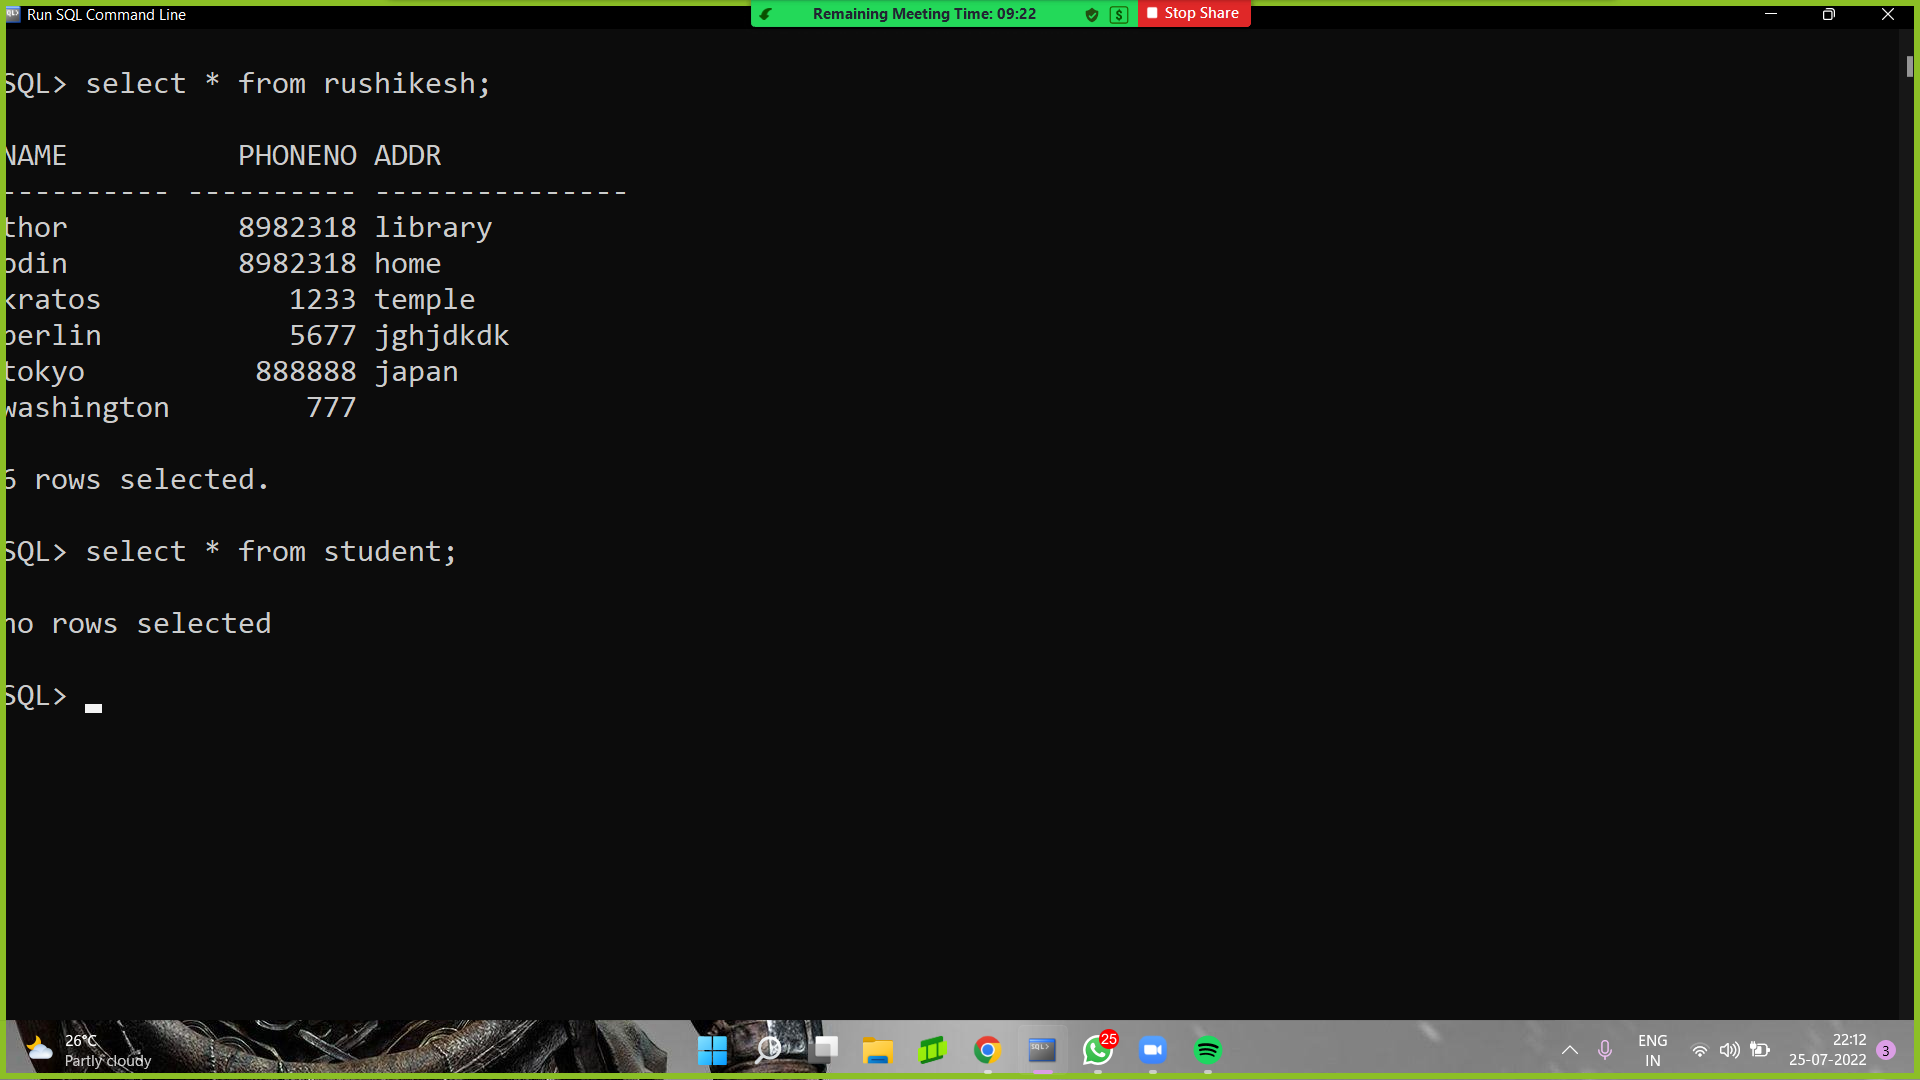 Run SQL Command Line
Remaining Meeting Time: 09:22
Stop Share
SQL> select * from rushikesh;
NAME PHONENO ADDR
---------- ---------- ---------------
thor 8982318 library
odin 8982318 home
kratos 1233 temple
berlin 5677 jghjdkdk
tokyo 888888 japan
washington 777
6 rows selected.
SQL> select * from student;
no rows selected
SQL>
26°C
Partly cloudy
SQL>
25
ENG
IN
22:12
25-07-2022
3